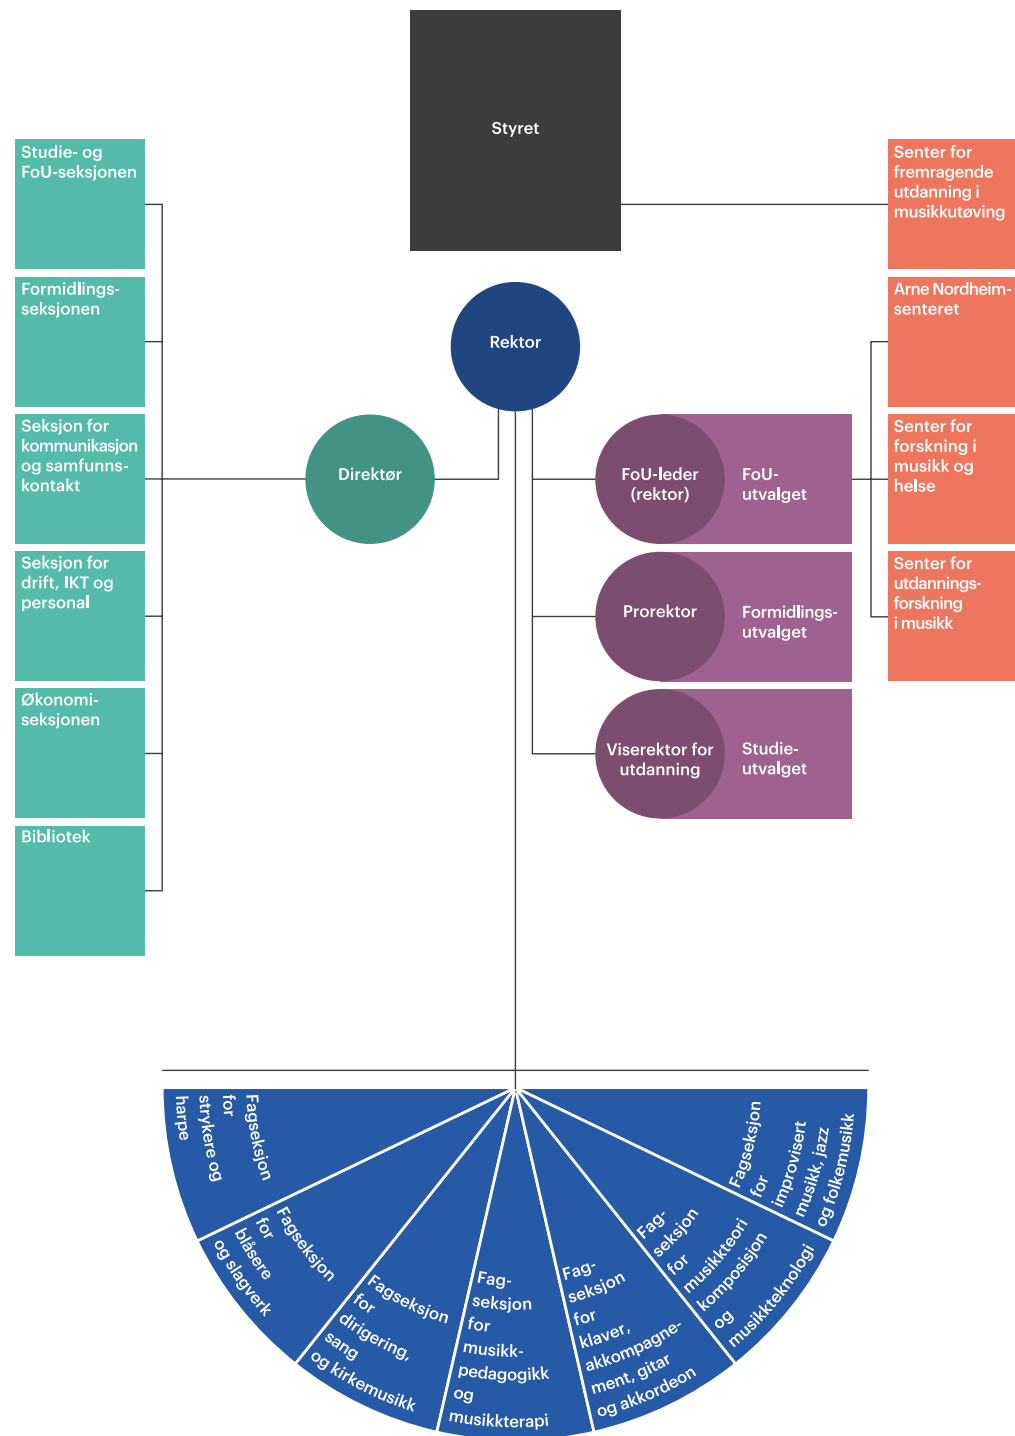 Styret
Studie- og
FoU-seksjonen
Formidlings-
seksjonen
Seksjon for
kommunikasjon
og samfunns-
kontakt
Seksjon for
drift, IKT og
personal
Økonomi-
seksjonen
Bibliotek
Rektor
Direktør
FoU-leder
(rektor)
FoU-
utvalget
Prorektor
Formidlings-
utvalget
Viserektor for
utdanning
Studie-
utvalget
Senter for
fremragende
utdanning i
musikkutøving
Arne Nordheim-
senteret
Senter for
forskning i
musikk og
helse
Senter for
utdannings-
forskning
i musikk
Fagseksjon
for
strykere og
harpe
Fagseksjon
for
blåsere
og slagverk
Fagseksjon
for
dirigering,
sang
og kirkemusikk
Fag-
seksjon
for
musikk-
pedagogikk
og
musikkterapi
Fag-
seksjon
for
klaver,
akkompagne-
ment, gitar
og akkordeon
Fag-
seksjon
for
musikkteori
komposisjon
og
musikkteknologi
Fagseksjon
for
improvisert
musikk, jazz
og folkemusikk